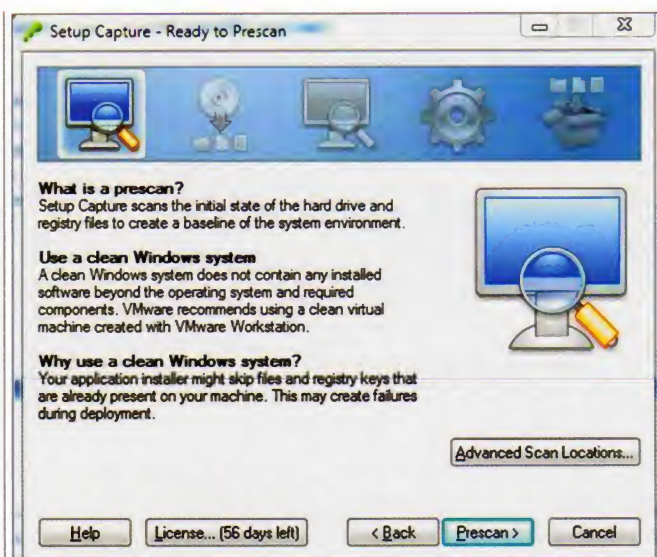 Setup Capture - Ready to Prescan
What is a prescan?
Setup Capture scans the initial state of the hard drive and
registry files to create a baseline of the system environment.
Use a clean Windows system
A clean Windows system does not contain any installed
software beyond the operating system and required
components. VMware recommends using a clean virtual
machine created with VMware Workstation.
Why use a clean Windows system?
Your application installer might skip files and registry keys that
are already present on your machine. This may create failures
during deployment.
Advanced Scan Locations...
Help
License... (56 days left)
< Back
Prescan >
Cancel